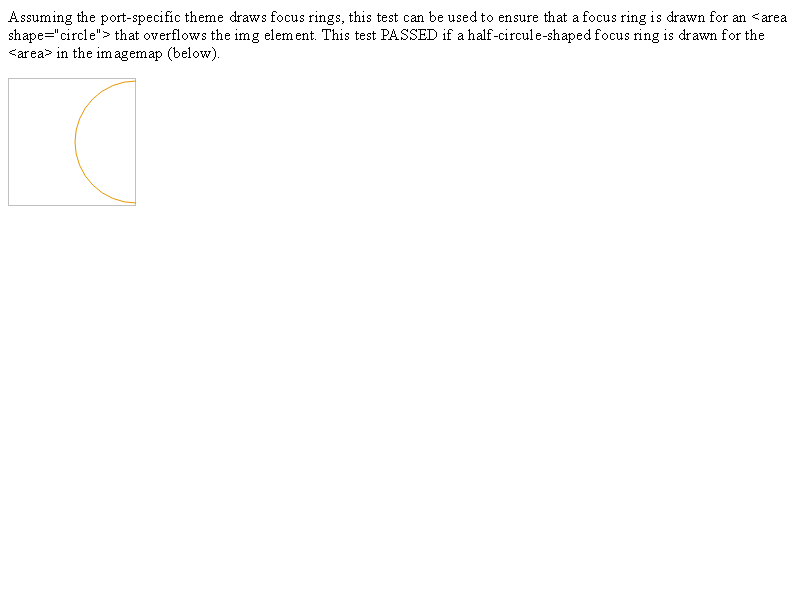 Assuming the port-specific theme draws focus rings, this test can be used to ensure that a focus ring is drawn for an <area
shape="circle"> that overflows the img element. This test PASSED if a half-circule-shaped focus ring is drawn for the
<area> in the imagemap (below).